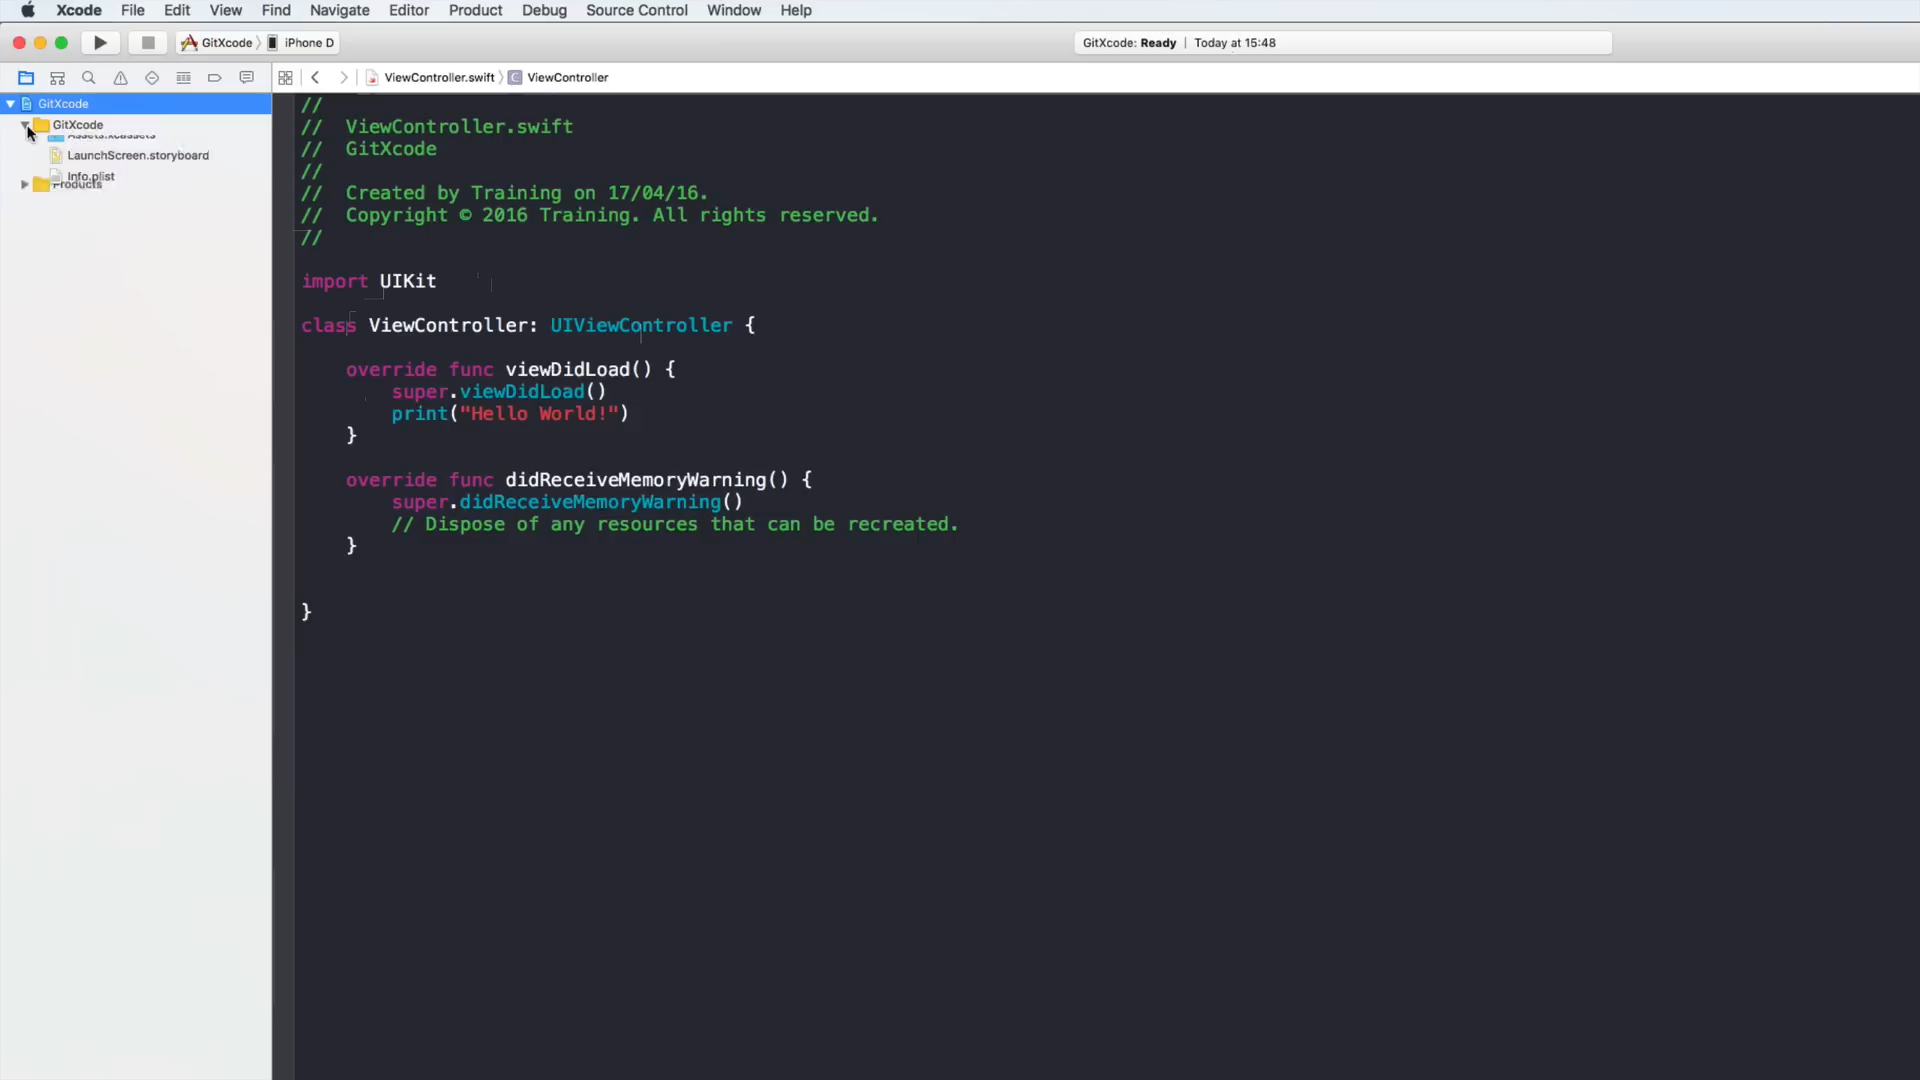 Xcode File Edit View Find Navigate Editor Product Debug Source Control Window Help
GitXcode iPhone D
GitXcode: Ready | Today at 15:48
ViewController.swift ViewController
GitXcode
GitXcode
Assets.xcassets
LaunchScreen.storyboard
Info.plist
Products
//
// ViewController.swift
// GitXcode
//
// Created by Training on 17/04/16.
// Copyright © 2016 Training. All rights reserved.
//
import UIKit
class ViewController: UIViewController {
override func viewDidLoad() {
super.viewDidLoad()
print("Hello World!")
}
override func didReceiveMemoryWarning() {
super.didReceiveMemoryWarning()
// Dispose of any resources that can be recreated.
}
}